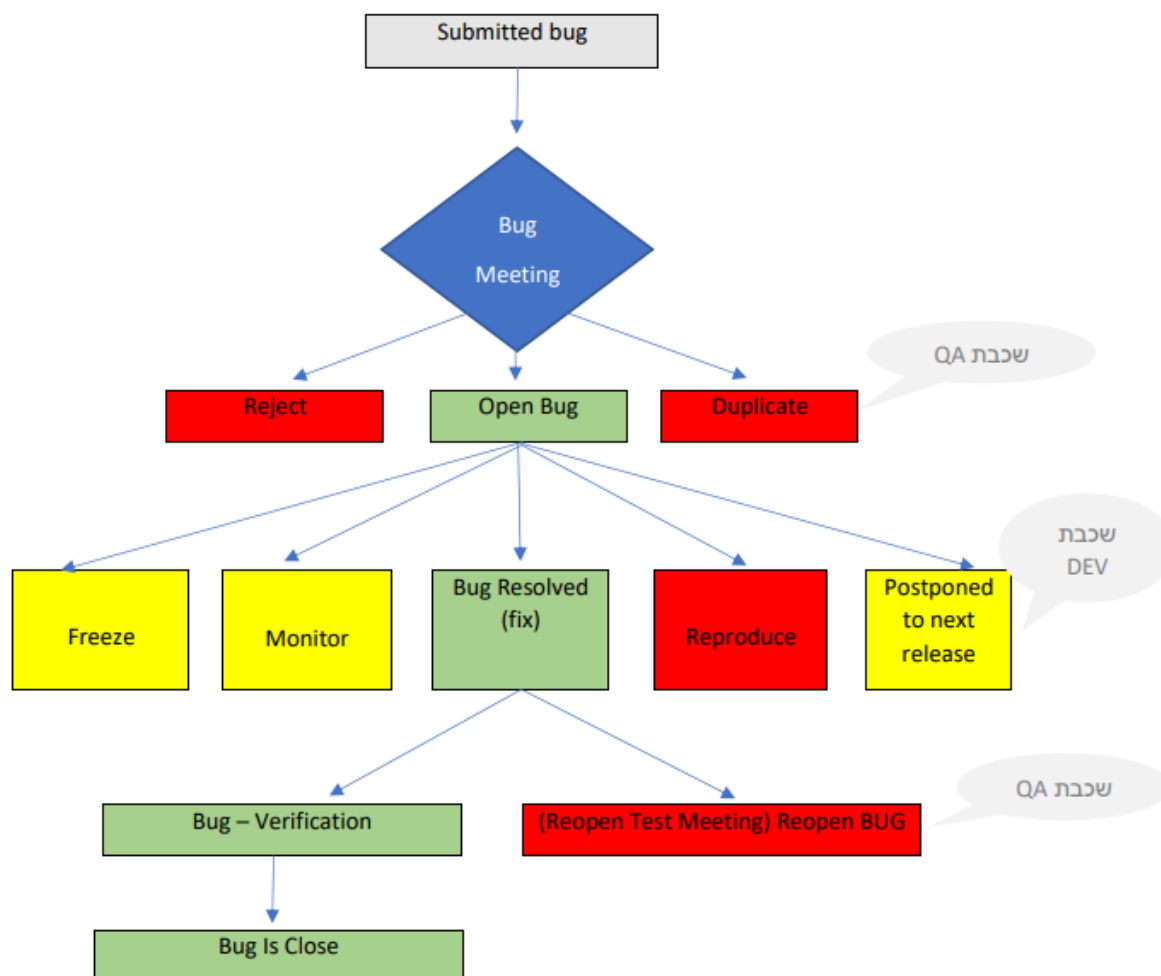 Submitted bug
Bug
Meeting
שכבת QA
Reject
Open Bug
Duplicate
שכבת
DEV
Freeze
Monitor
Bug Resolved
(fix)
Reproduce
Postponed
to next
release
שכבת QA
Bug – Verification
(Reopen Test Meeting) Reopen BUG
Bug Is Close